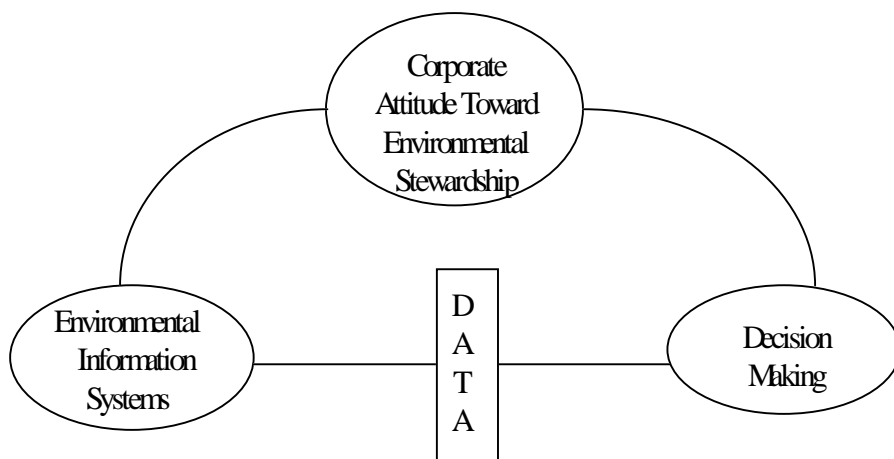 Corporate
Attitude Toward
Environmental
Stewardship
Environmental
Information
Systems
D
A
T
A
Decision
Making